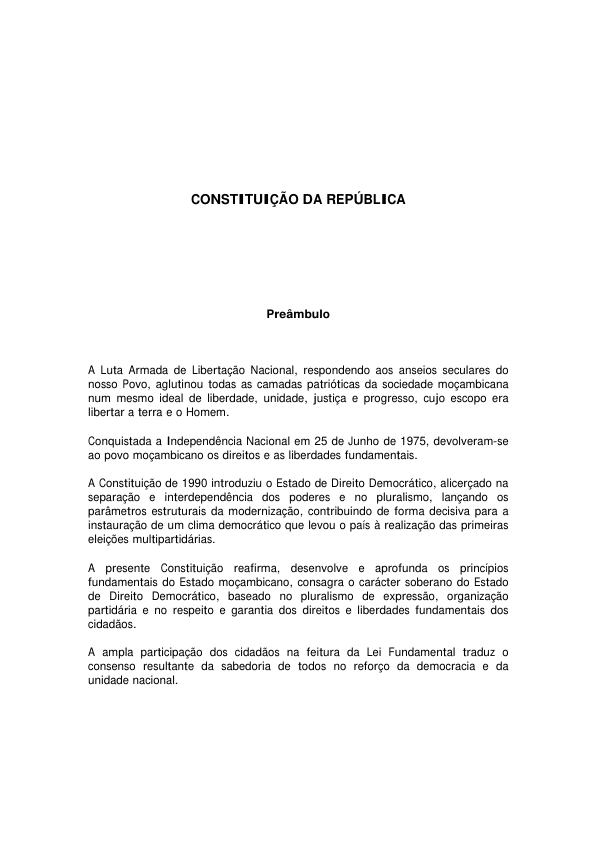 CONSTITUIÇÃO DA REPÚBLICA
Preâmbulo
A Luta Armada de Libertação Nacional, respondendo aos anseios seculares do
nosso Povo, aglutinou todas as camadas patrióticas da sociedade moçambicana
num mesmo ideal de liberdade, unidade, justiça e progresso, cujo escopo era
libertar a terra e o Homem.
Conquistada a Independência Nacional em 25 de Junho de 1975, devolveram-se
ao povo moçambicano os direitos e as liberdades fundamentais.
A Constituição de 1990 introduziu o Estado de Direito Democrático, alicerçado na
separação e interdependência dos poderes e no pluralismo, lançando os
parâmetros estruturais da modernização, contribuindo de forma decisiva para a
instauração de um clima democrático que levou o país à realização das primeiras
eleições multipartidárias.
A presente Constituição reafirma, desenvolve e aprofunda os princípios
fundamentais do Estado moçambicano, consagra o carácter soberano do Estado
de Direito Democrático, baseado no pluralismo de expressão, organização
partidária e no respeito e garantia dos direitos e liberdades fundamentais dos
cidadãos.
A ampla participação dos cidadãos na feitura da Lei Fundamental traduz o
consenso resultante da sabedoria de todos no reforço da democracia e da
unidade nacional.